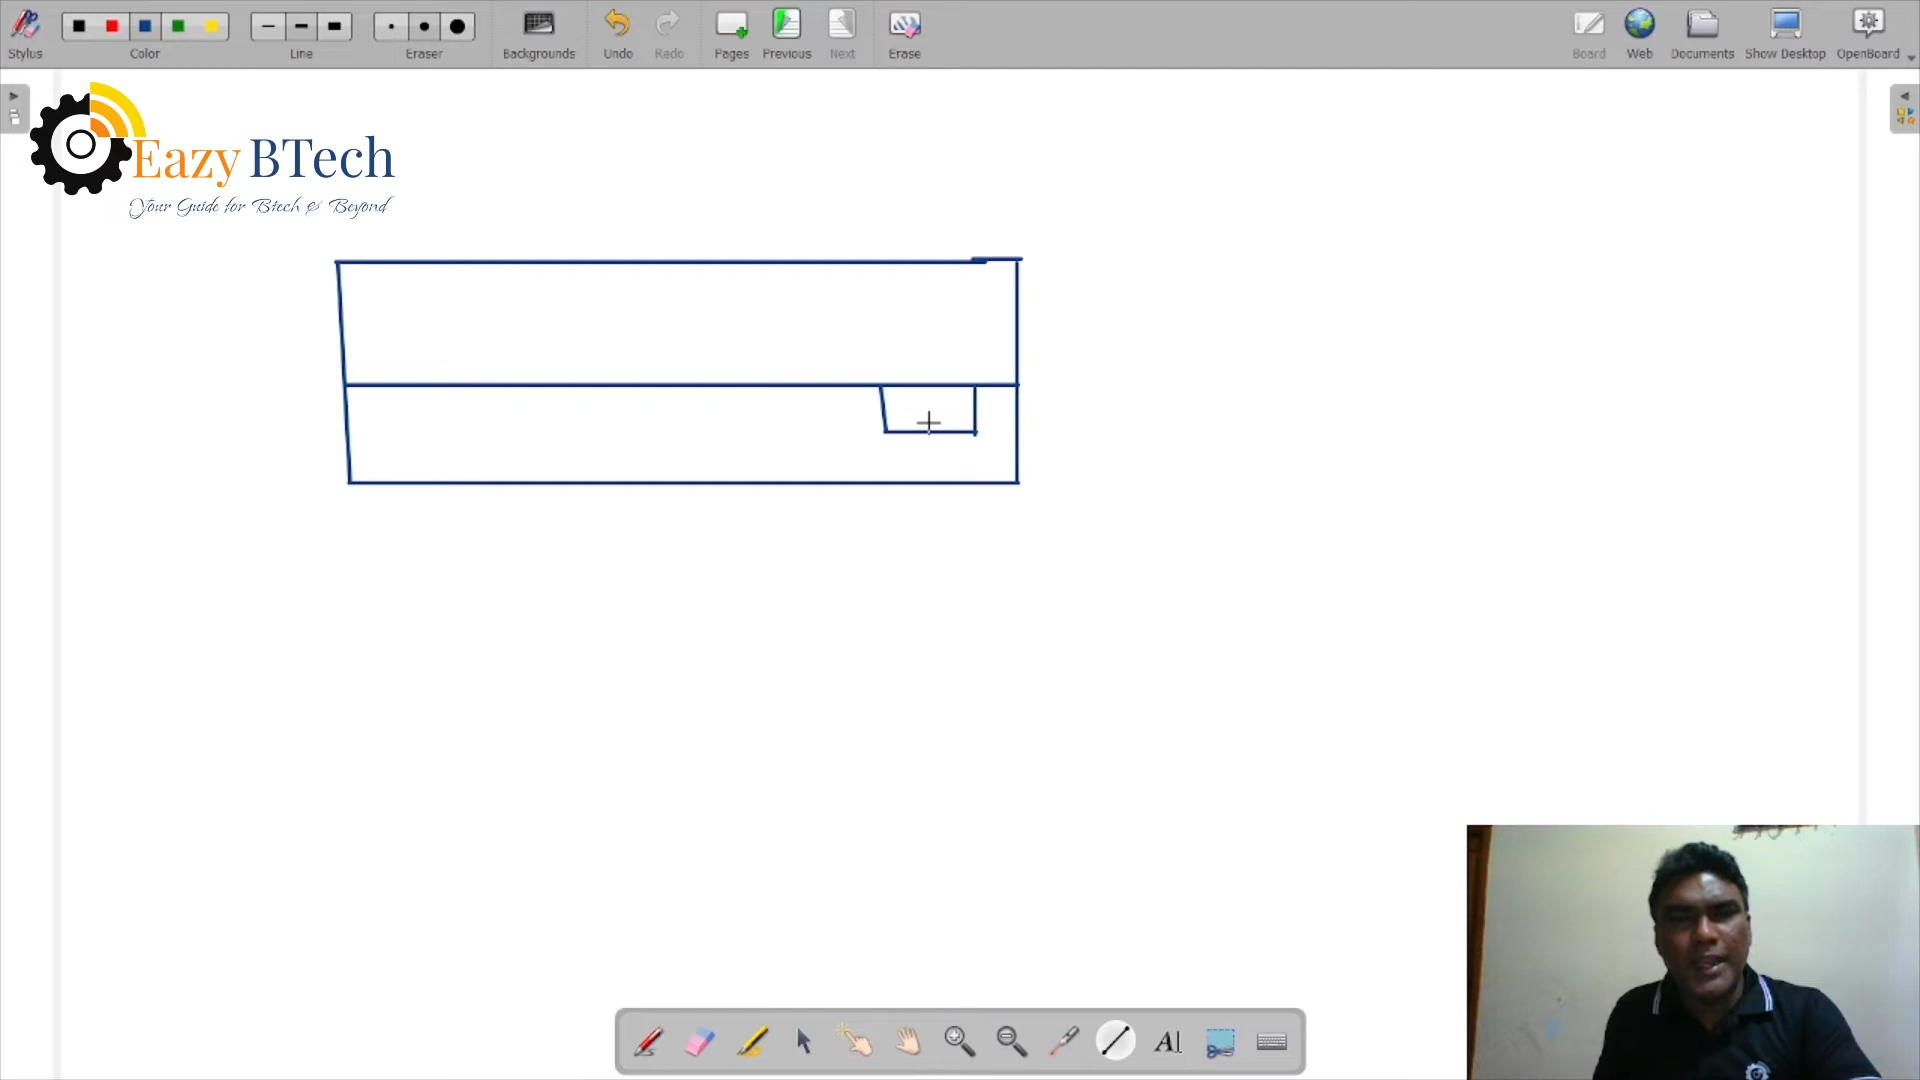 Stylus Color Line Eraser Backgrounds Undo Redo Pages Previous Next Erase Board Web Documents Show Desktop OpenBoard
Eazy BTech
Your Guide for Btech & Beyond
A